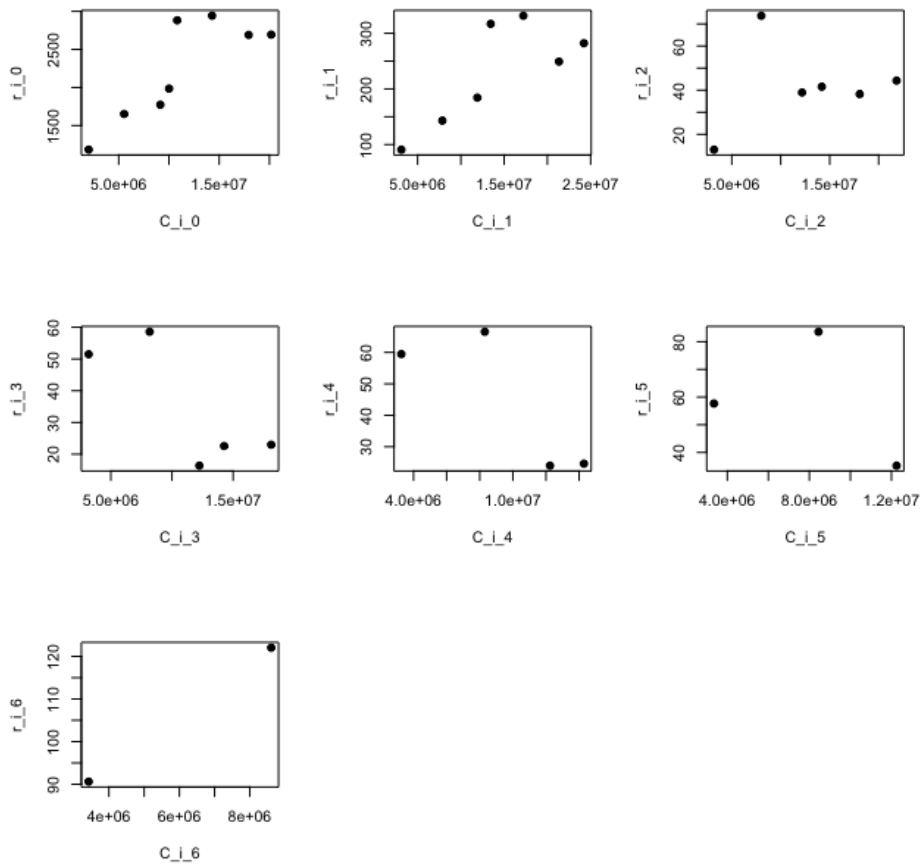 r_i_0
1500
2500
5.0e+06 1.5e+07
C_i_0
r_i_1
100
200
300
5.0e+06 1.5e+07 2.5e+07
C_i_1
r_i_2
20
40
60
5.0e+06 1.5e+07
C_i_2
r_i_3
20
30
40
50
60
5.0e+06 1.5e+07
C_i_3
r_i_4
30
40
50
60
4.0e+06 1.0e+07
C_i_4
r_i_5
40
60
80
4.0e+06 8.0e+06 1.2e+07
C_i_5
r_i_6
90
100
110
120
4e+06 6e+06 8e+06
C_i_6